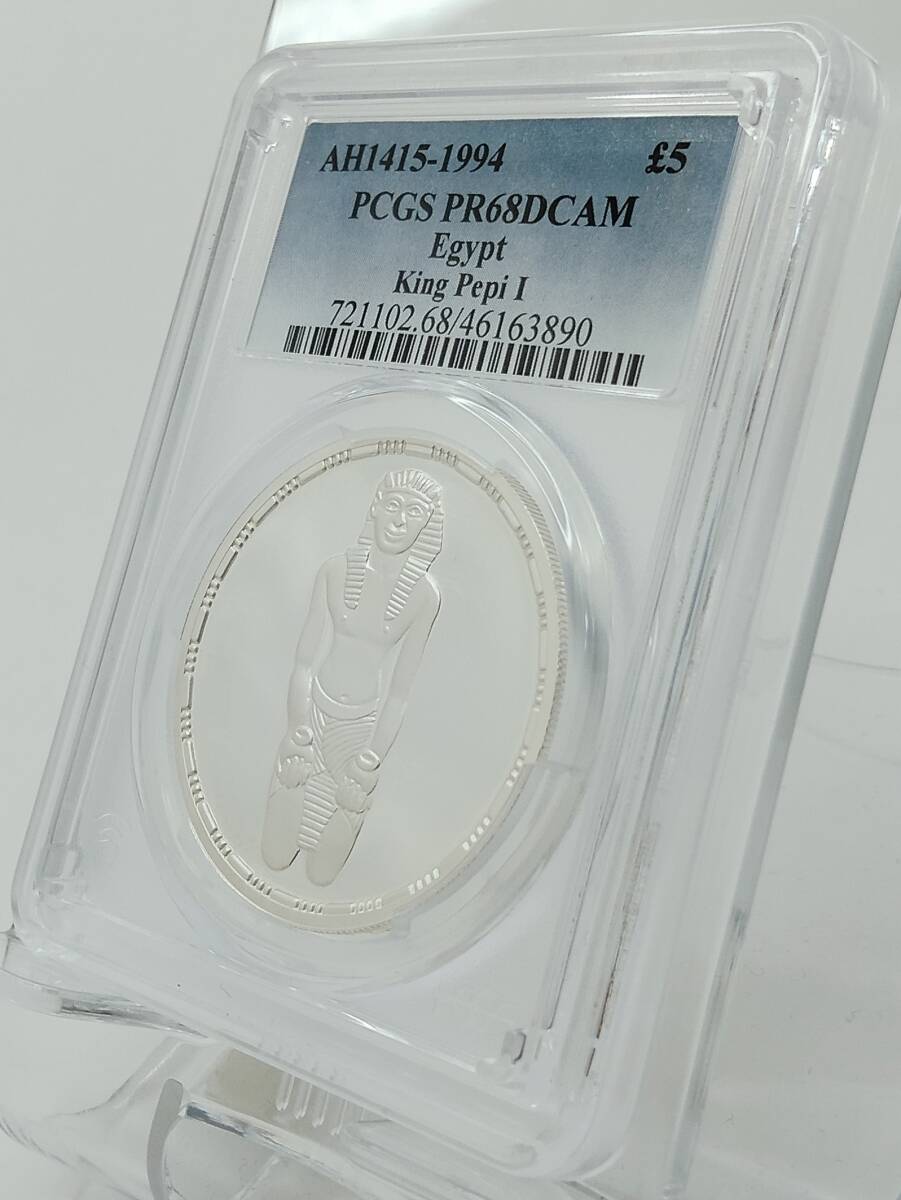 AH1415-1994 £5
PCGS PR68DCAM
Egypt
King Pepi I
721102.68/46163890